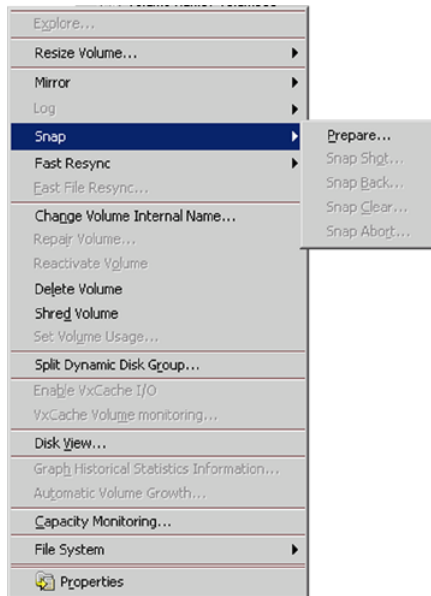 Explore...
Resize Volume...
Mirror
Log
Snap
Prepare...
Snap Shot...
Snap Back...
Snap Clear...
Snap Abort...
Fast Resync
East File Resync...
Change Volume Internal Name...
Repair Volume...
Reactivate Volume
Delete Volume
Shred Volume
Set Volume Usage...
Split Dynamic Disk Group...
Enable VxCache I/O
VxCache Volume monitoring...
Disk View...
Graph Historical Statistics Information...
Automatic Volume Growth...
Capacity Monitoring...
File System
Properties